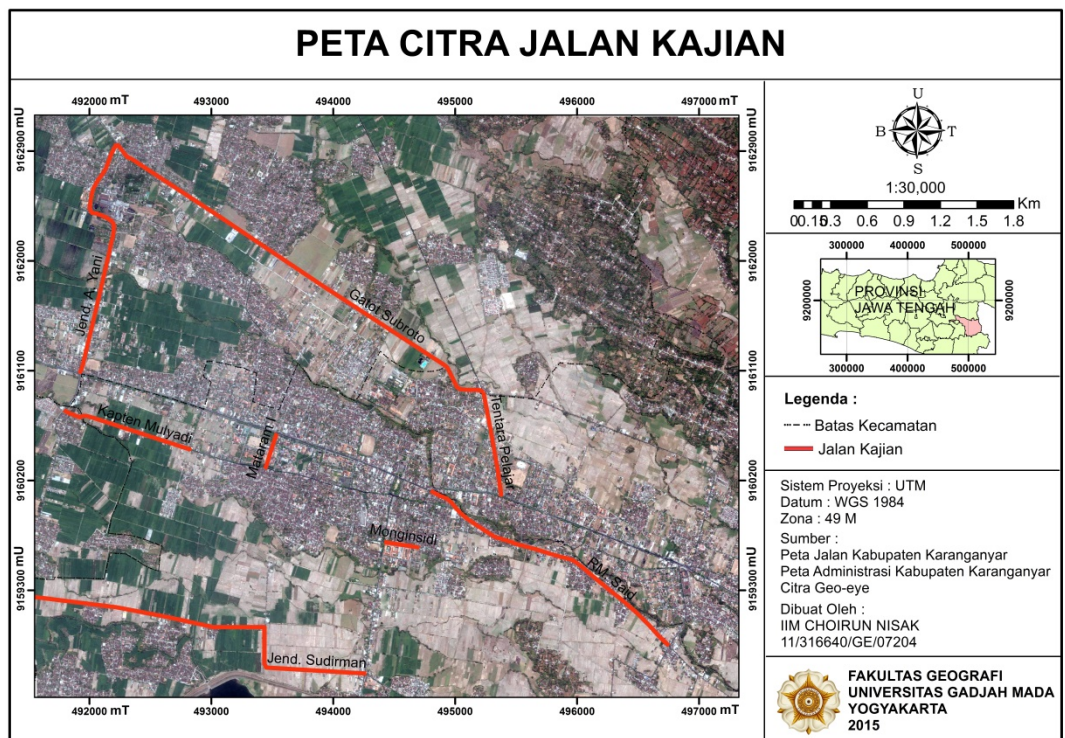 PETA CITRA JALAN KAJIAN
492000 mT 493000 494000 495000 496000 497000 mT
9162900 mU
9162000
9161100
9160200
9159300 mU
9162900 mU
9162000
9161100
9160200
9159300 mU
Jend. A. Yani
Gatot Subroto
Tentara Pelajar
Kapten Mulyadi
Mataram
Monginsidi
RM. Said
Jend. Sudirman
492000 mT 493000 494000 495000 496000 497000 mT
U
B T
S
1:30,000
Km
0 0.15 0.3 0.6 0.9 1.2 1.5 1.8
300000 400000 500000
9200000
PROVINSI
JAWA TENGAH
9200000
300000 400000 500000
Legenda :
Batas Kecamatan
Jalan Kajian
Sistem Proyeksi : UTM
Datum : WGS 1984
Zona : 49 M
Sumber :
Peta Jalan Kabupaten Karanganyar
Peta Administrasi Kabupaten Karanganyar
Citra Geo-eye
Dibuat Oleh :
IIM CHOIRUN NISAK
11/316640/GE/07204
FAKULTAS GEOGRAFI
UNIVERSITAS GADJAH MADA
YOGYAKARTA
2015